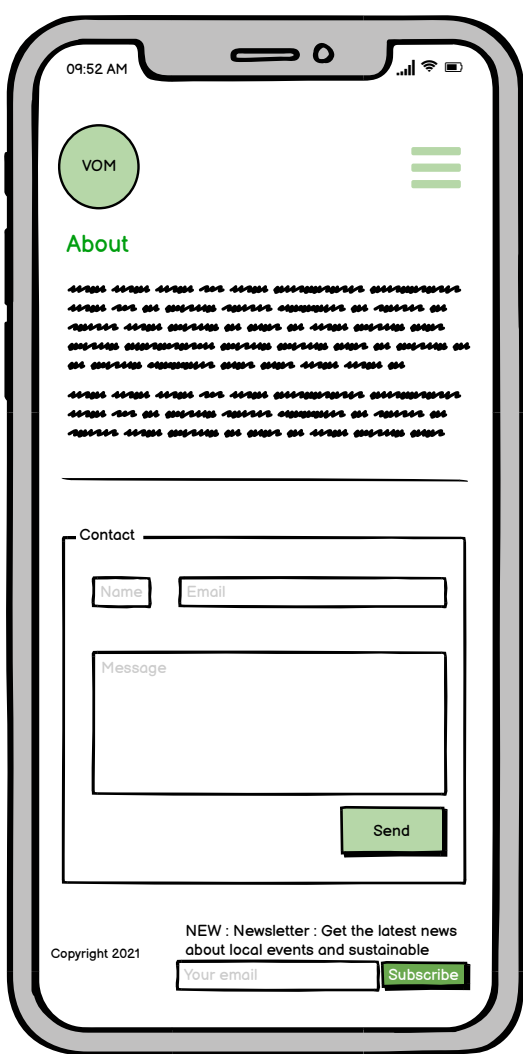 09:52 AM
VOM
About
Contact
Name
Email
Message
Send
NEW : Newsletter : Get the latest news
about local events and sustainable
Copyright 2021
Your email
Subscribe